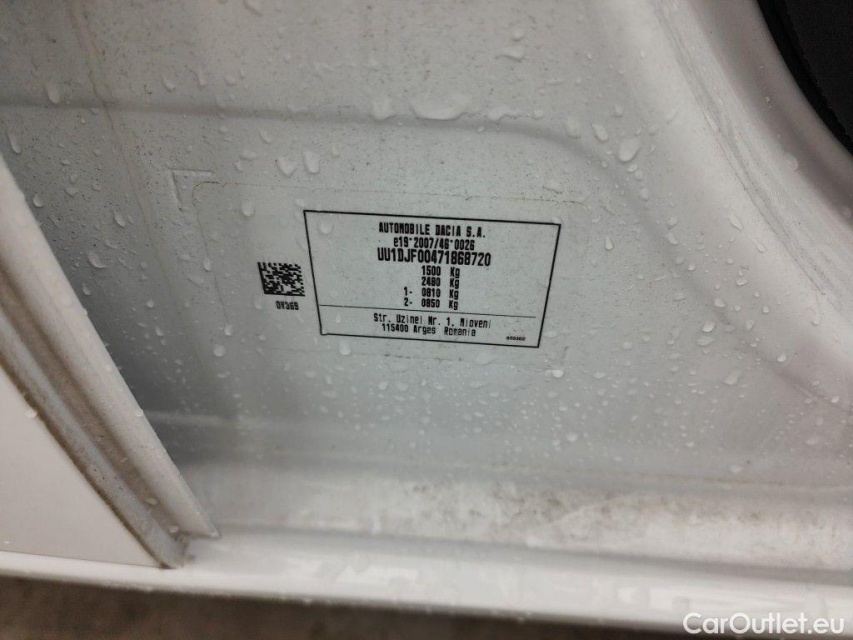 AUTOMOBILE DACIA S.A.
e19*2007/46*0026
UU1DJF00471868720
1500 Kg
2480 Kg
1- 0810 Kg
2- 0850 Kg
Str. Uzinei Nr. 1, Mioveni
115400 Arges Romania
CarOutlet.eu